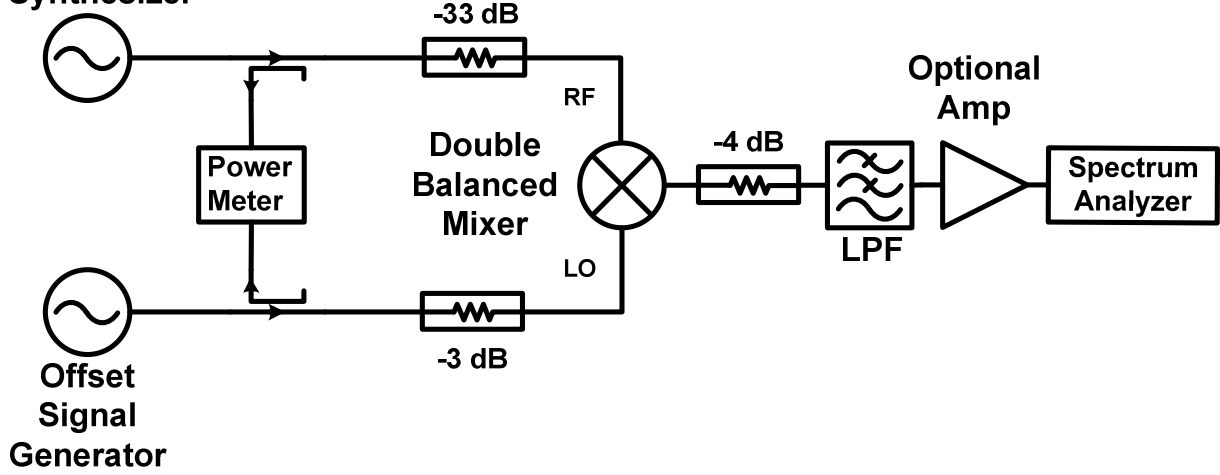 Synthesizer
-33 dB
RF
Optional
Amp
Double
Balanced
Mixer
-4 dB
Power
Meter
Spectrum
Analyzer
LPF
LO
-3 dB
Offset
Signal
Generator